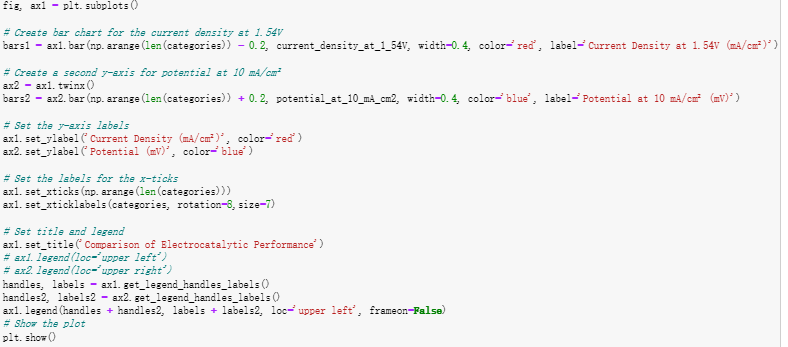 fig, ax1 = plt.subplots()
# Create bar chart for the current density at 1.54V
bars1 = ax1.bar(np.arange(len(categories)) - 0.2, current_density_at_1_54V, width=0.4, color='red', label='Current Density at 1.54V (mA/cm²)')
# Create a second y-axis for potential at 10 mA/cm²
ax2 = ax1.twinx()
bars2 = ax2.bar(np.arange(len(categories)) + 0.2, potential_at_10_mA_cm2, width=0.4, color='blue', label='Potential at 10 mA/cm² (mV)')
# Set the y-axis labels
ax1.set_ylabel('Current Density (mA/cm²)', color='red')
ax2.set_ylabel('Potential (mV)', color='blue')
# Set the labels for the x-ticks
ax1.set_xticks(np.arange(len(categories)))
ax1.set_xticklabels(categories, rotation=8,size=7)
# Set title and legend
ax1.set_title('Comparison of Electrocatalytic Performance')
# ax1.legend(loc='upper left')
# ax2.legend(loc='upper right')
handles, labels = ax1.get_legend_handles_labels()
handles2, labels2 = ax2.get_legend_handles_labels()
ax1.legend(handles + handles2, labels + labels2, loc='upper left', frameon=False)
# Show the plot
plt.show()